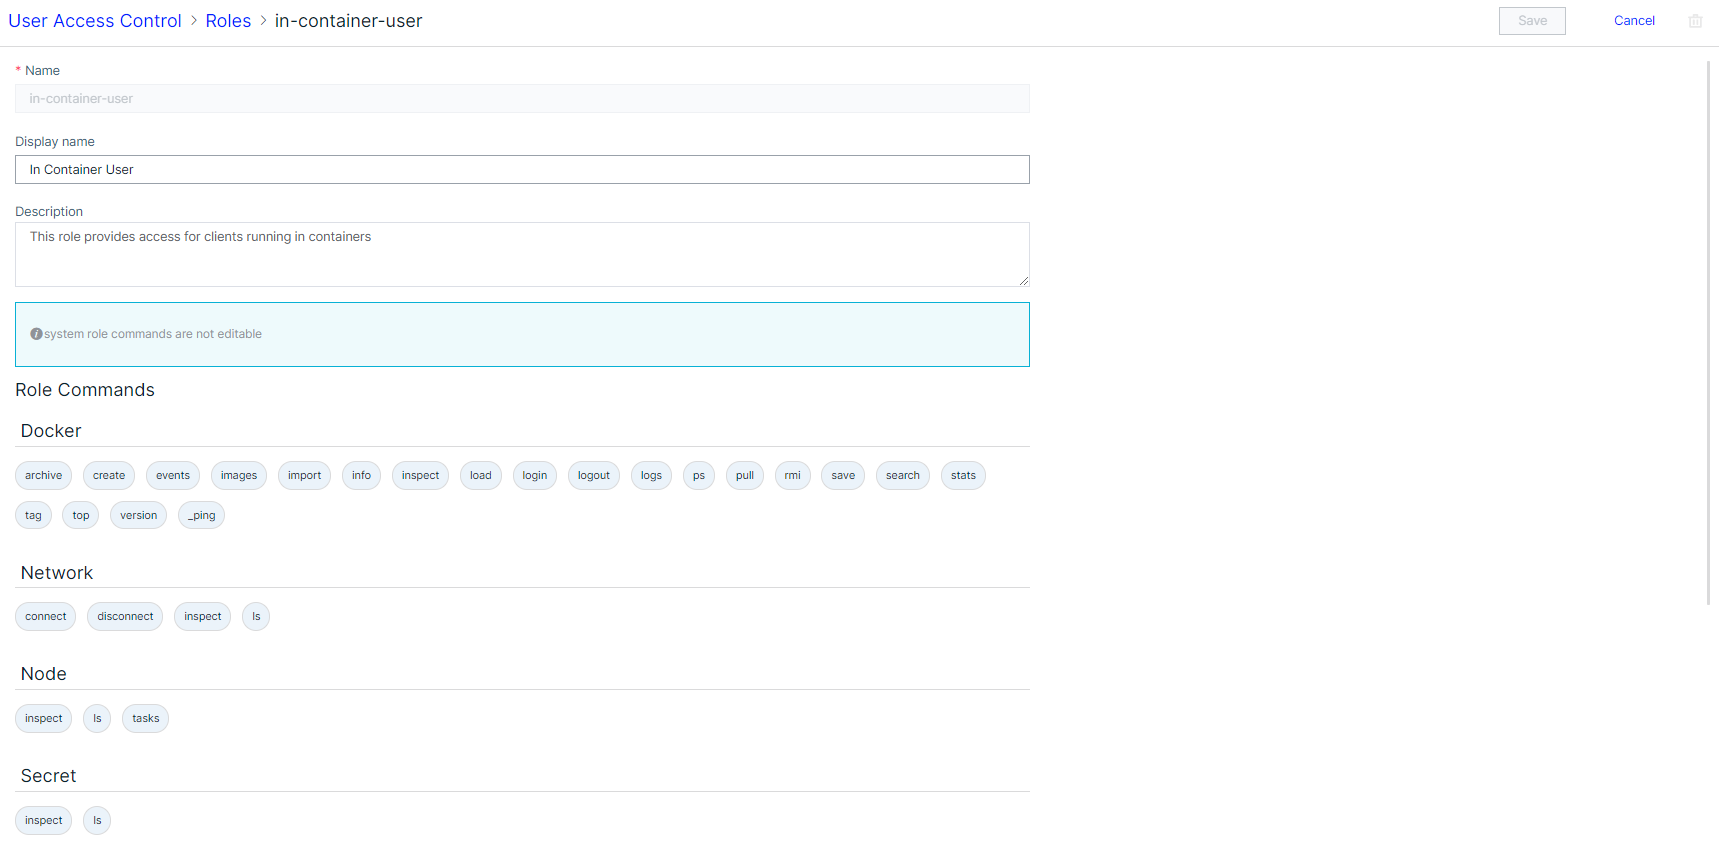 User Access Control > Roles > in-container-user Save Cancel
* Name
in-container-user
Display name
In Container User
Description
This role provides access for clients running in containers
system role commands are not editable
Role Commands
Docker
archive create events images import info inspect load login logout logs ps pull rmi save search stats
tag top version _ping
Network
connect disconnect inspect ls
Node
inspect ls tasks
Secret
inspect ls